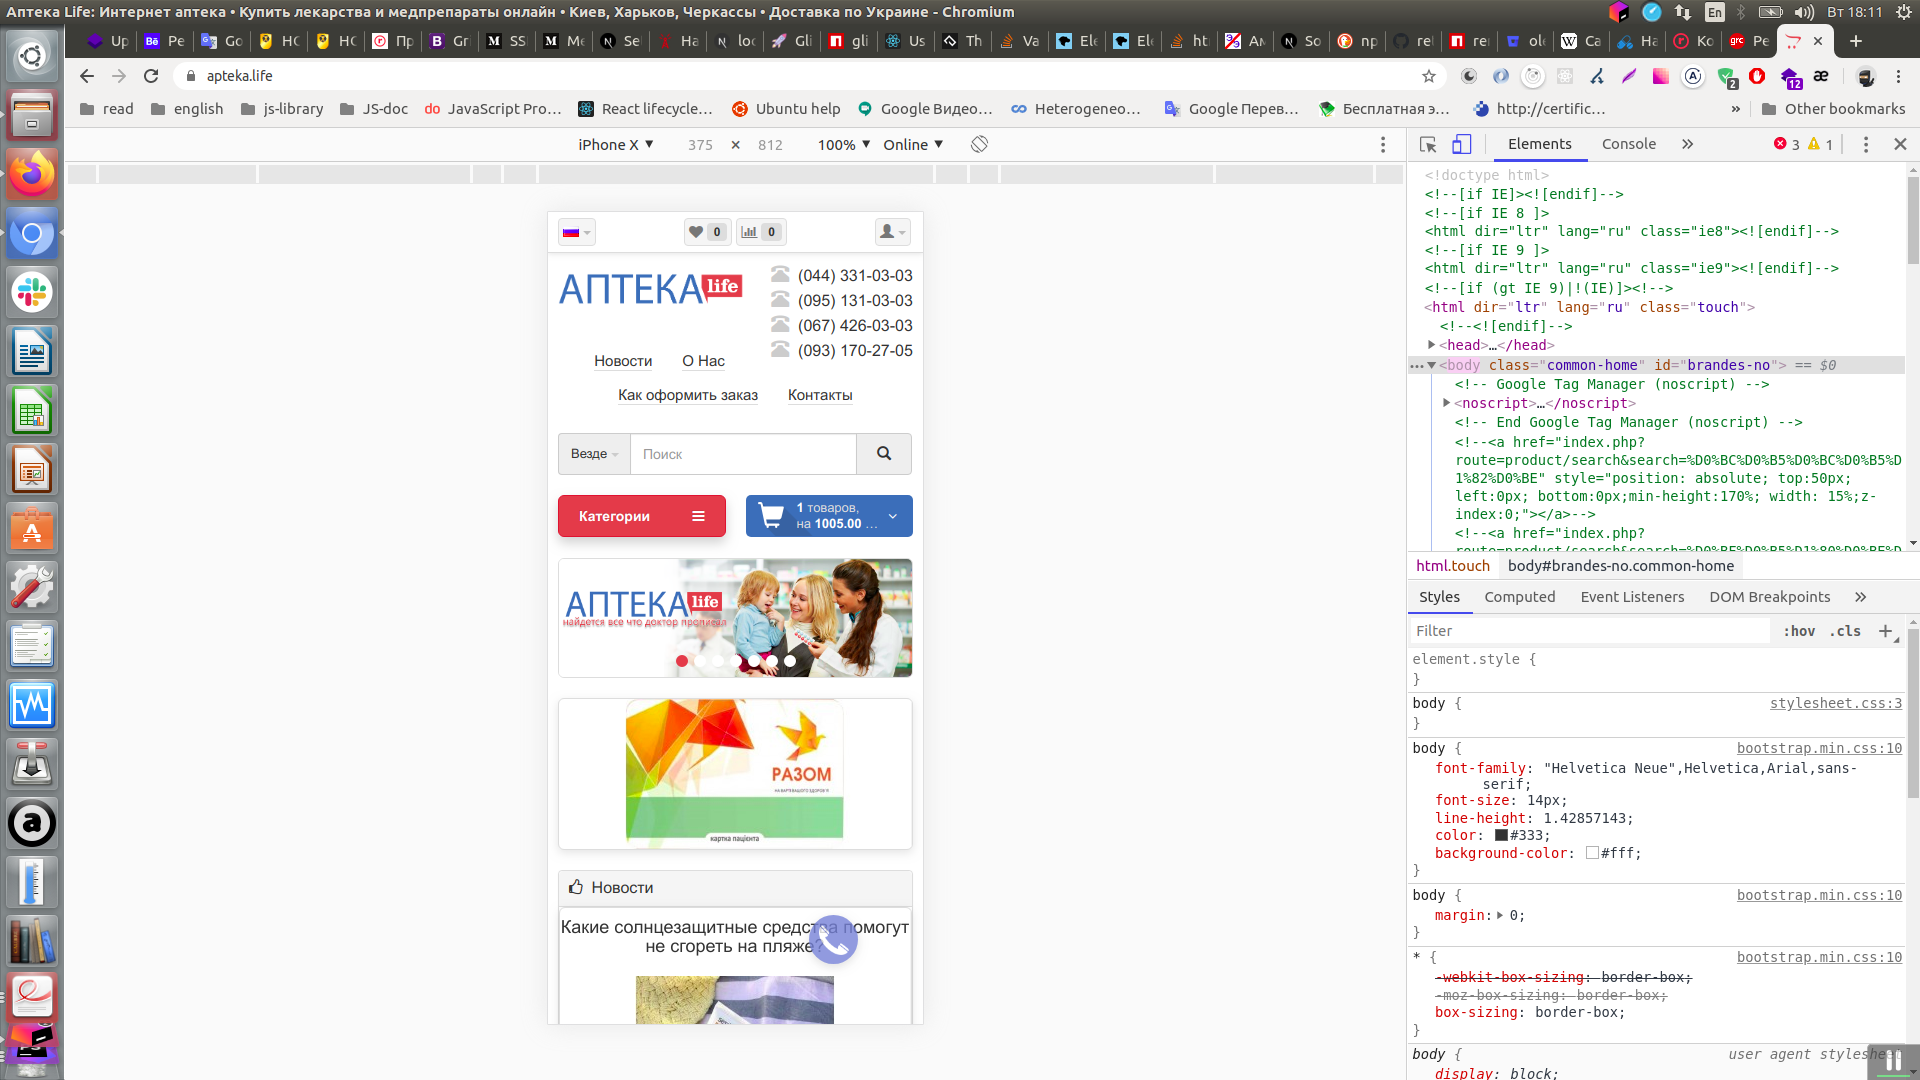 Аптека Life: Интернет аптека • Купить лекарства и медпрепараты онлайн • Киев, Харьков, Черкассы • Доставка по Украине - Chromium
En
Вт 18:11
Up
Pe
Go
HC
HC
Пр
Gr
SS
Me
Se
На
loc
Gli
gli
Us
Th
Va
Ele
Ele
htt
Ам
So
np
rel
rer
ole
Ca
На
Ко
Pe
apteka.life
2
12
read
english
js-library
JS-doc
JavaScript Pro…
React lifecycle…
Ubuntu help
Google Видео…
Heterogeneo…
Google Перев…
Бесплатная э…
http://certific…
»
Other bookmarks
iPhone X ▼
375 × 812
100% ▼
Online ▼
Elements
Console
»
3
1
<!doctype html>
<!--[if IE]><![endif]-->
<!--[if IE 8 ]>
<html dir="ltr" lang="ru" class="ie8"><![endif]-->
<!--[if IE 9 ]>
<html dir="ltr" lang="ru" class="ie9"><![endif]-->
<!--[if (gt IE 9)|!(IE)]><!-->
<html dir="ltr" lang="ru" class="touch">
<!--<![endif]-->
<head>…</head>
<body class="common-home" id="brandes-no"> == $0
<!-- Google Tag Manager (noscript) -->
<noscript>…</noscript>
<!-- End Google Tag Manager (noscript) -->
<!--<a href="index.php?
route=product/search&search=%D0%BC%D0%B5%D0%BC%D0%B5%D
1%82%D0%BE" style="position: absolute; top:50px;
left:0px; bottom:0px;min-height:170%; width: 15%;z-
index:0;"></a>-->
<!--<a href="index.php?
html.touch
body#brandes-no.common-home
Styles
Computed
Event Listeners
DOM Breakpoints
»
Filter
:hov
.cls
element.style {
}
body {
stylesheet.css:3
}
body {
bootstrap.min.css:10
font-family: "Helvetica Neue",Helvetica,Arial,sans-
serif;
font-size: 14px;
line-height: 1.42857143;
color: #333;
background-color: #fff;
}
body {
bootstrap.min.css:10
margin: 0;
}
* {
bootstrap.min.css:10
-webkit-box-sizing: border-box;
-moz-box-sizing: border-box;
box-sizing: border-box;
}
body {
user agent stylesheet
display: block;
0
0
АПТЕКА life
(044) 331-03-03
(095) 131-03-03
(067) 426-03-03
(093) 170-27-05
Новости
О Нас
Как оформить заказ
Контакты
Везде
Поиск
Категории
1 товаров,
на 1005.00 …
АПТЕКА life
найдется все что доктор прописал
РАЗОМ
картка пацієнта
Новости
Какие солнцезащитные средства помогут
не сгореть на пляже?